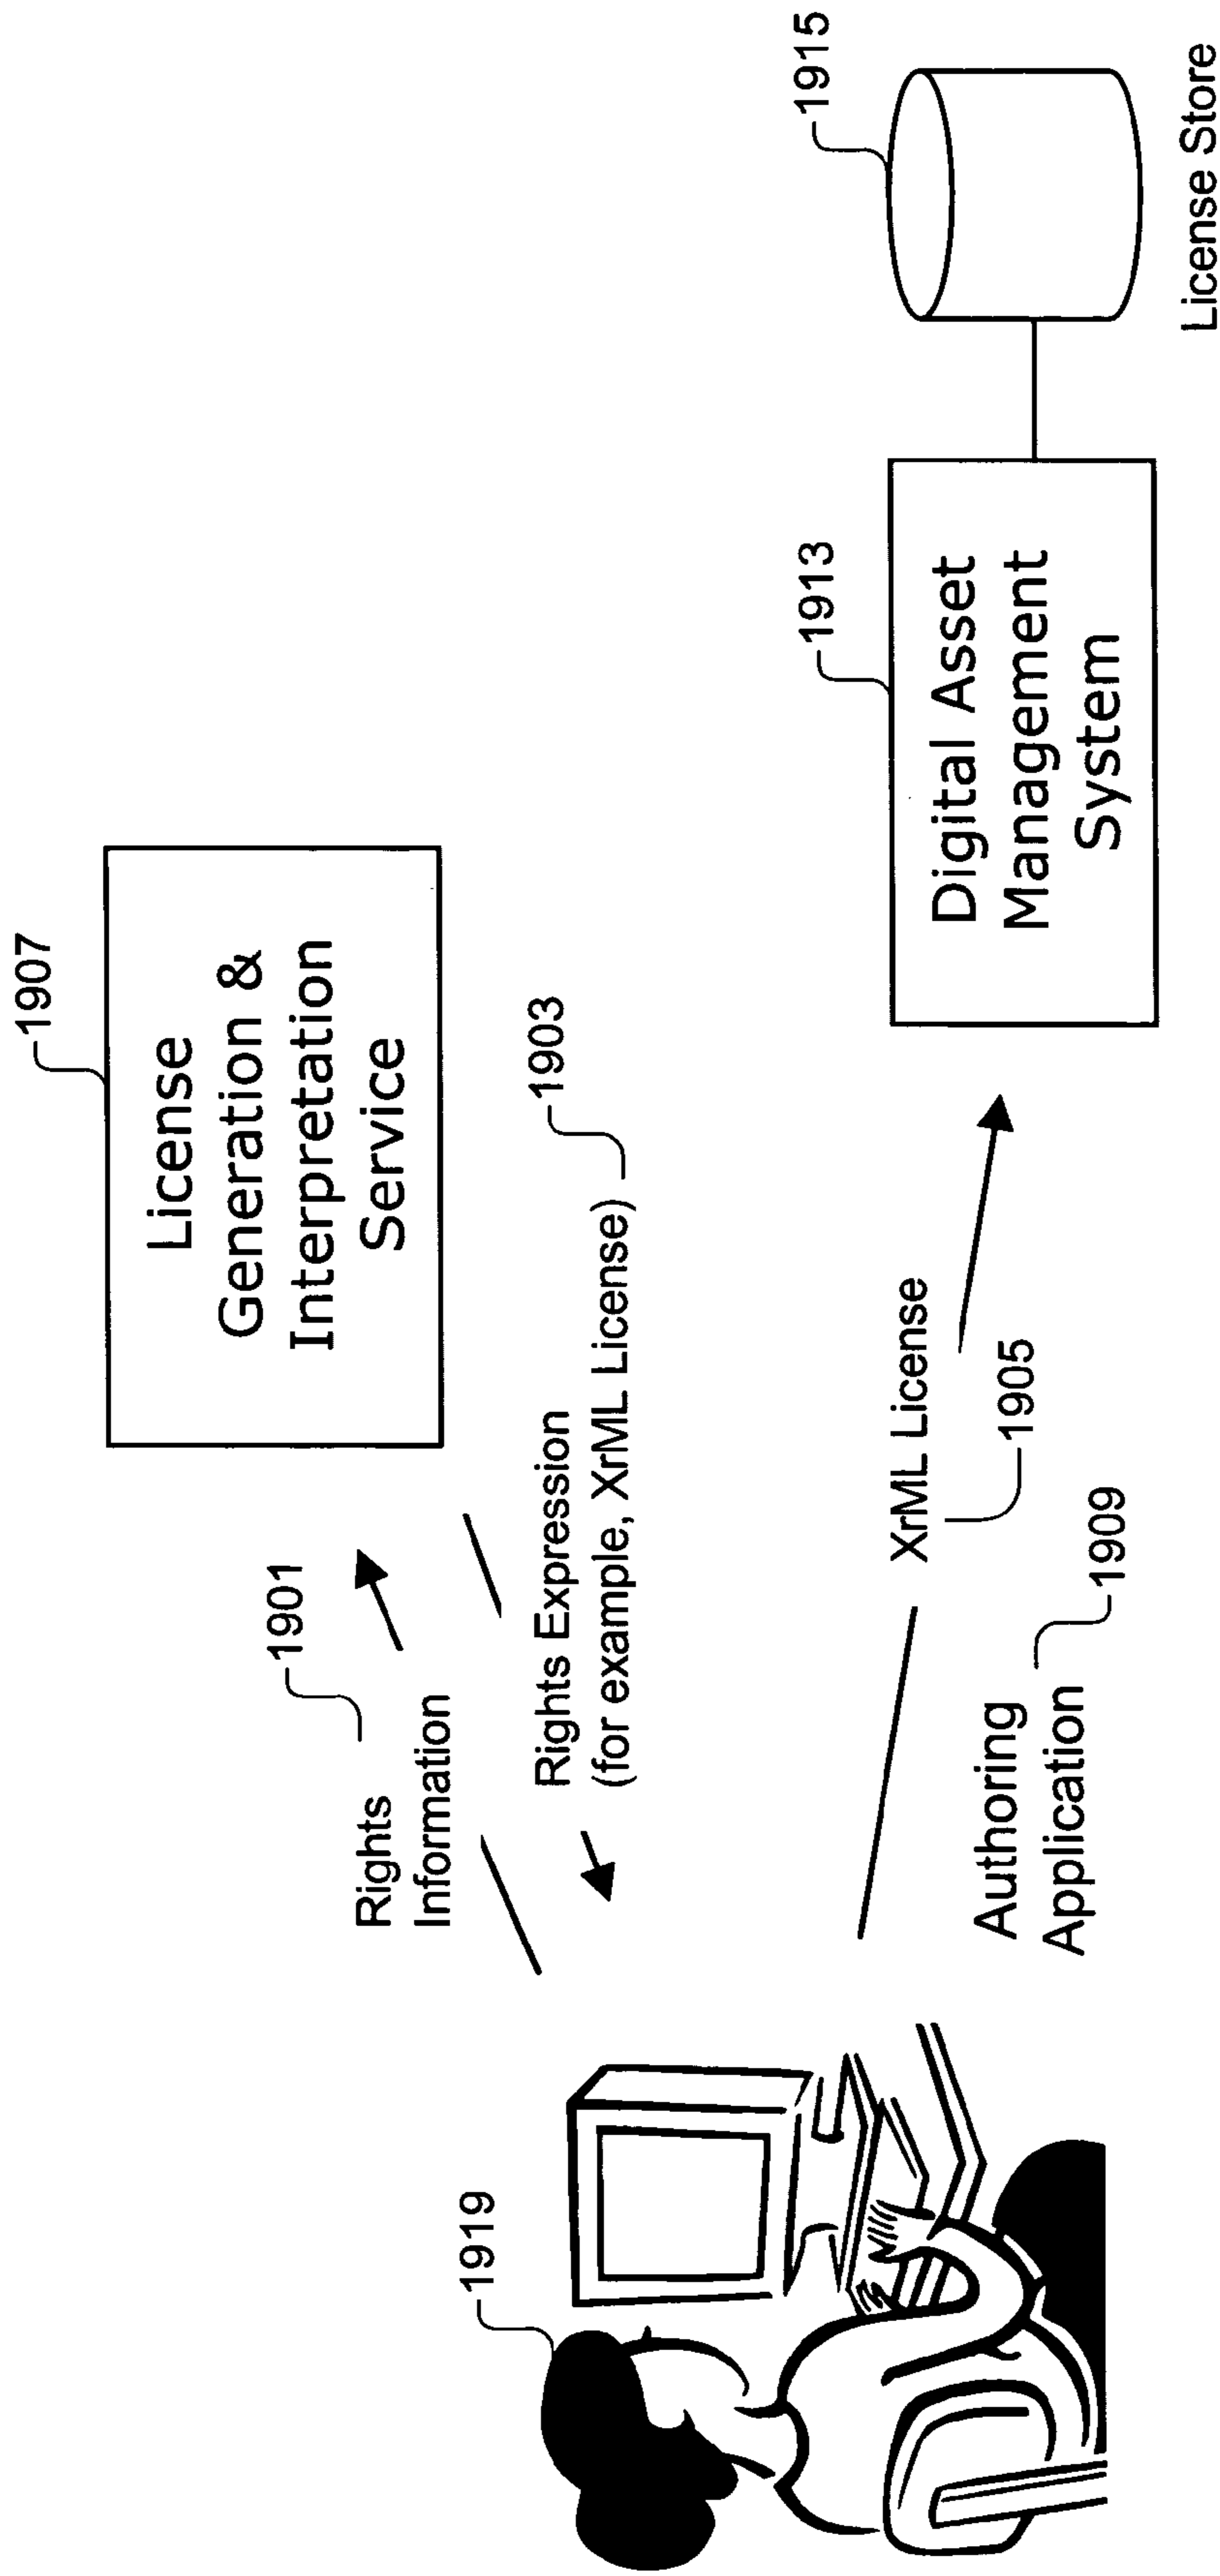 1907
License
Generation &
Interpretation
Service
1901
Rights
Information
1903
Rights Expression
(for example, XrML License)
1919
XrML License
1905
Authoring
Application
1909
1913
Digital Asset
Management
System
1915
License Store